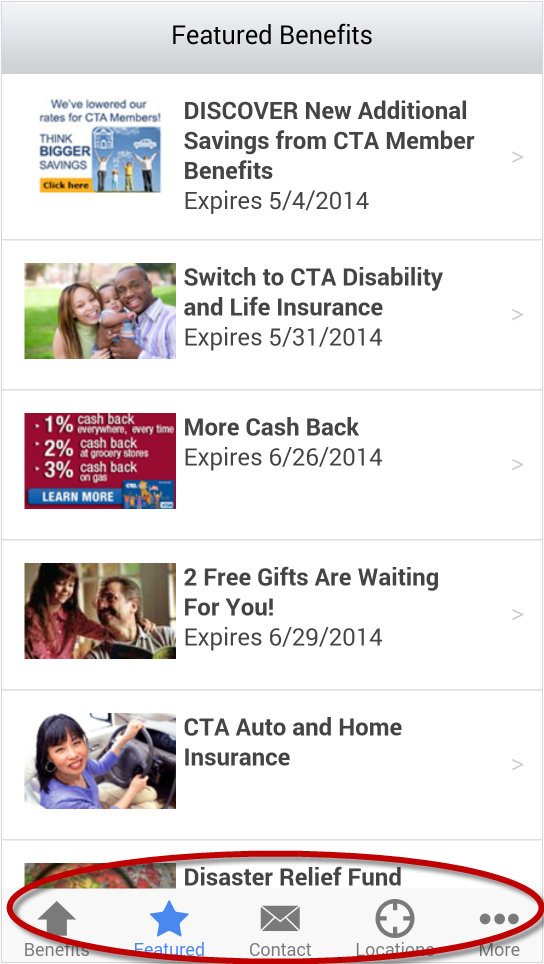 Featured Benefits
We've lowered our
rates for CTA Members!
THINK
BIGGER
SAVINGS
Click here
DISCOVER New Additional
Savings from CTA Member
Benefits
Expires 5/4/2014
>
Switch to CTA Disability
and Life Insurance
Expires 5/31/2014
>
• 1% cash back
everywhere, every time
• 2% cash back
at grocery stores
• 3% cash back
on gas
LEARN MORE
More Cash Back
Expires 6/26/2014
>
2 Free Gifts Are Waiting
For You!
Expires 6/29/2014
>
CTA Auto and Home
Insurance
>
Disaster Relief Fund
Benefits
Featured
Contact
Locations
More